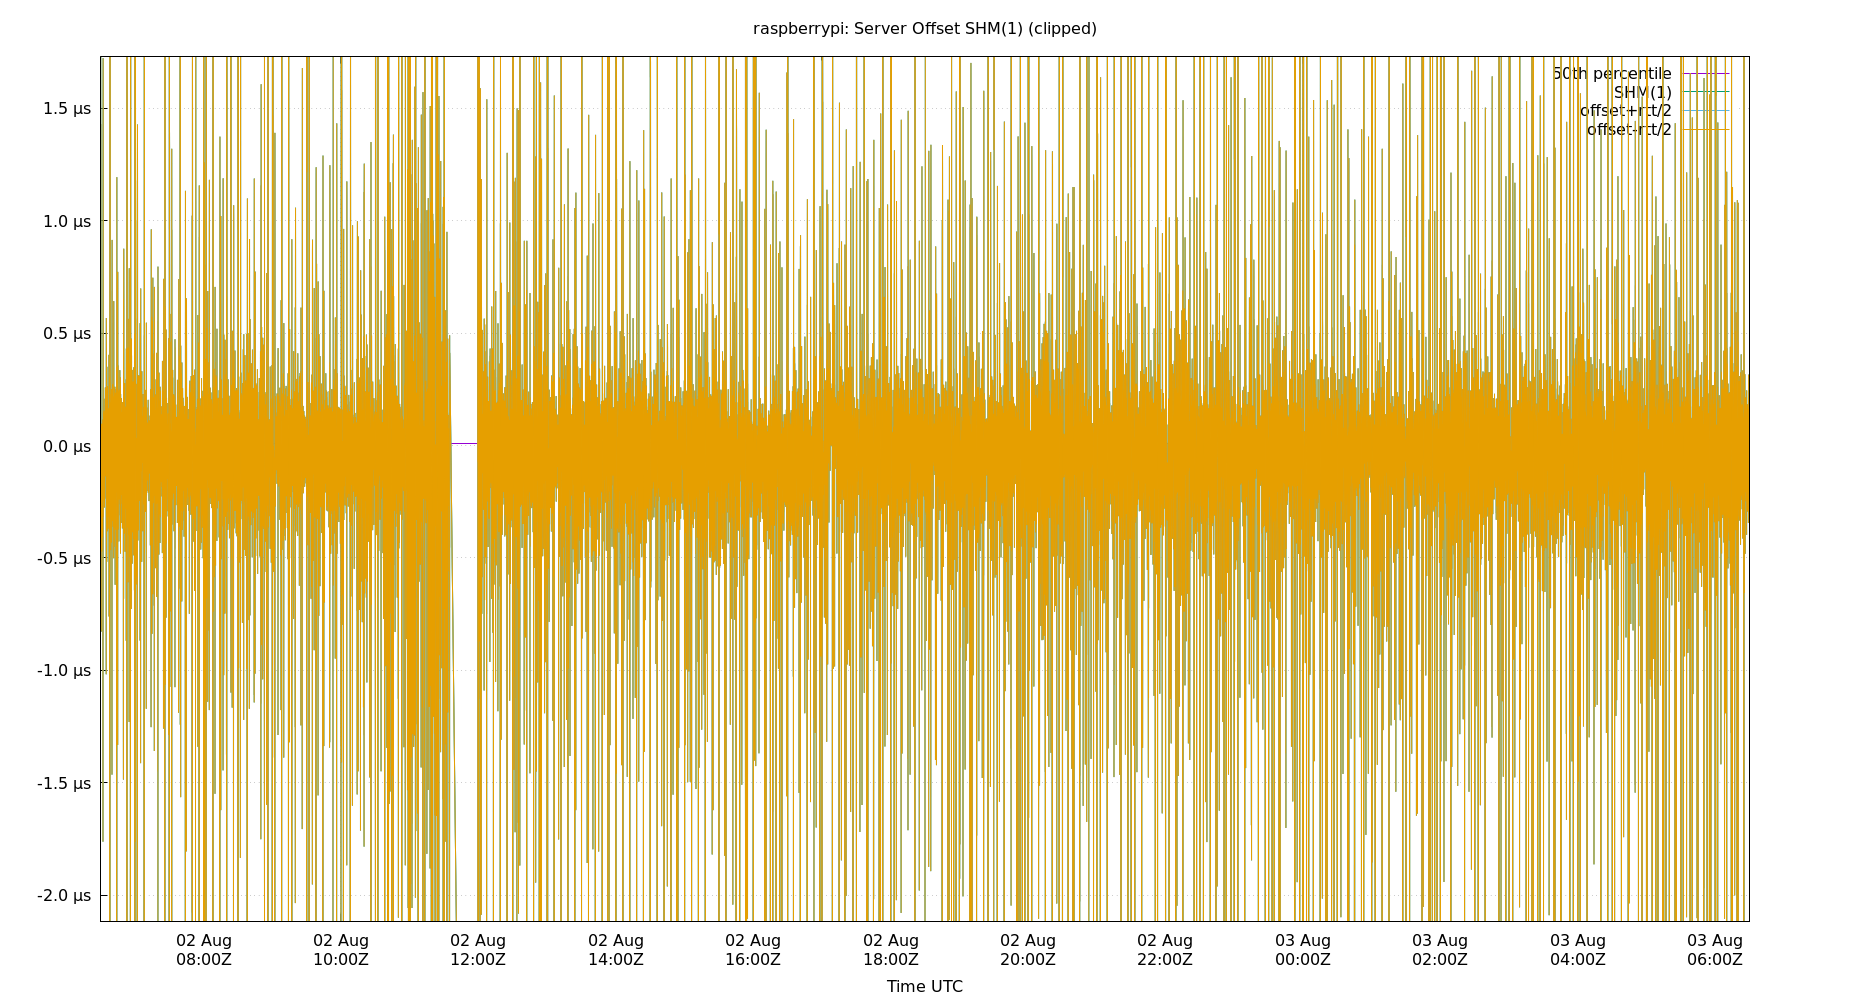 raspberrypi: Server Offset SHM(1) (clipped)
50th percentile
SHM(1)
offset+rtt/2
offset-rtt/2
1.5 µs
1.0 µs
0.5 µs
0.0 µs
-0.5 µs
-1.0 µs
-1.5 µs
-2.0 µs
02 Aug 02 Aug 02 Aug 02 Aug 02 Aug 02 Aug 02 Aug 02 Aug 03 Aug 03 Aug 03 Aug 03 Aug
08:00Z 10:00Z 12:00Z 14:00Z 16:00Z 18:00Z 20:00Z 22:00Z 00:00Z 02:00Z 04:00Z 06:00Z
Time UTC